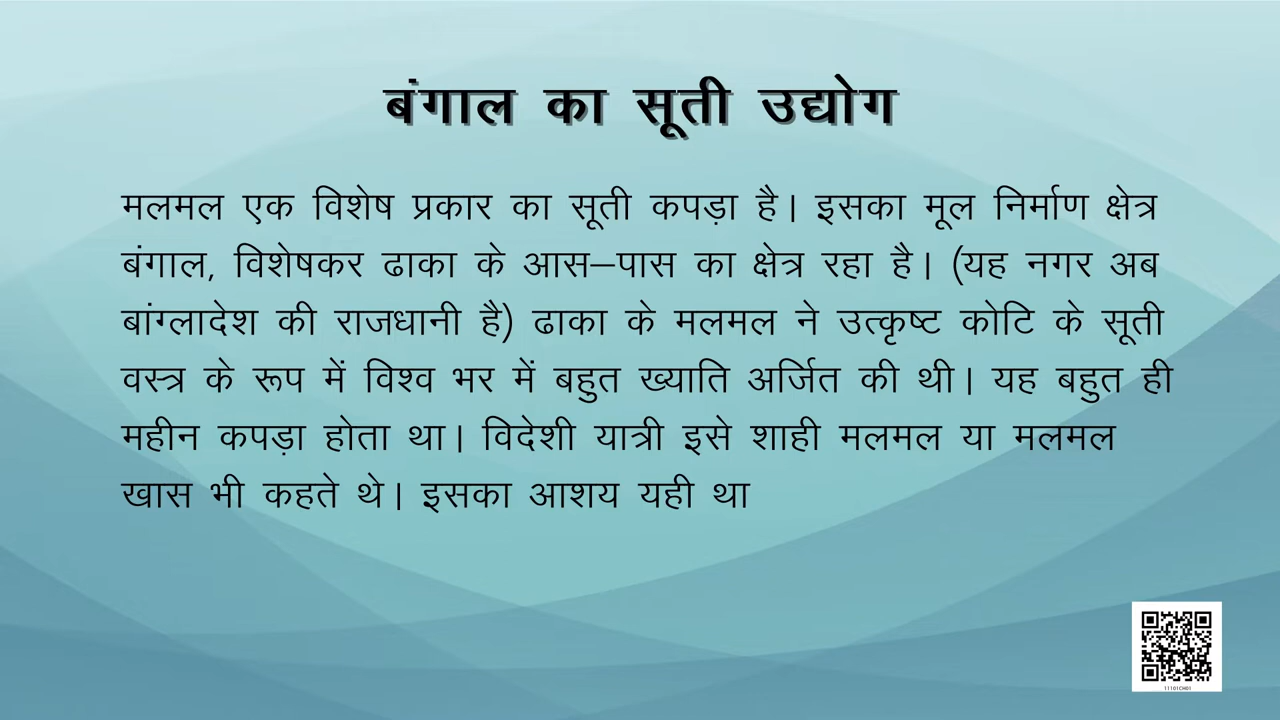 बंगाल का सूती उद्योग
मलमल एक विशेष प्रकार का सूती कपड़ा है। इसका मूल निर्माण क्षेत्र
बंगाल, विशेषकर ढाका के आस–पास का क्षेत्र रहा है। (यह नगर अब
बांग्लादेश की राजधानी है) ढाका के मलमल ने उत्कृष्ट कोटि के सूती
वस्त्र के रूप में विश्व भर में बहुत ख्याति अर्जित की थी। यह बहुत ही
महीन कपड़ा होता था। विदेशी यात्री इसे शाही मलमल या मलमल
खास भी कहते थे। इसका आशय यही था
11101CH01